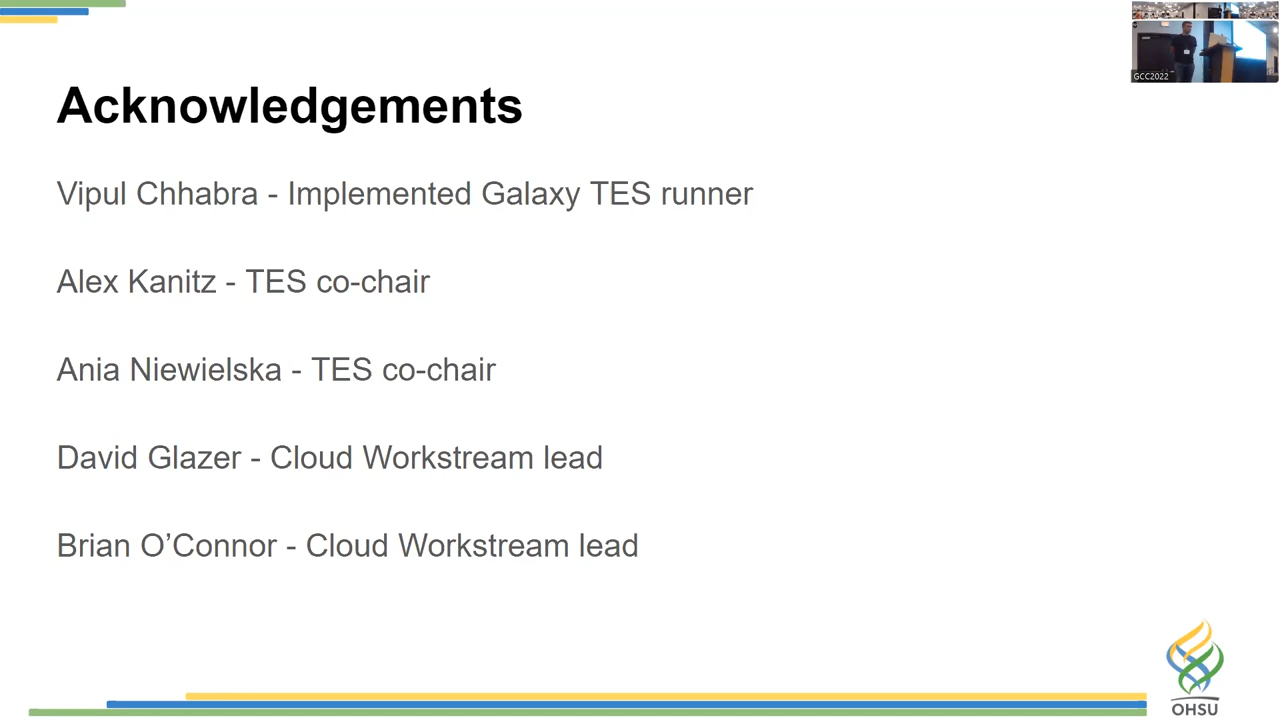 GCC2022
Acknowledgements
Vipul Chhabra - Implemented Galaxy TES runner
Alex Kanitz - TES co-chair
Ania Niewielska - TES co-chair
David Glazer - Cloud Workstream lead
Brian O’Connor - Cloud Workstream lead
OHSU